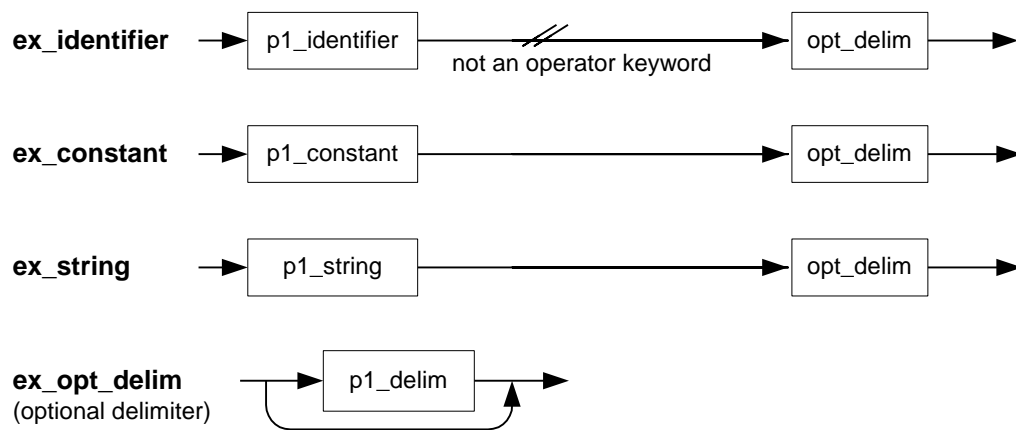 ex_identifier p1_identifier opt_delim
not an operator keyword
ex_constant p1_constant opt_delim
ex_string p1_string opt_delim
ex_opt_delim p1_delim
(optional delimiter)